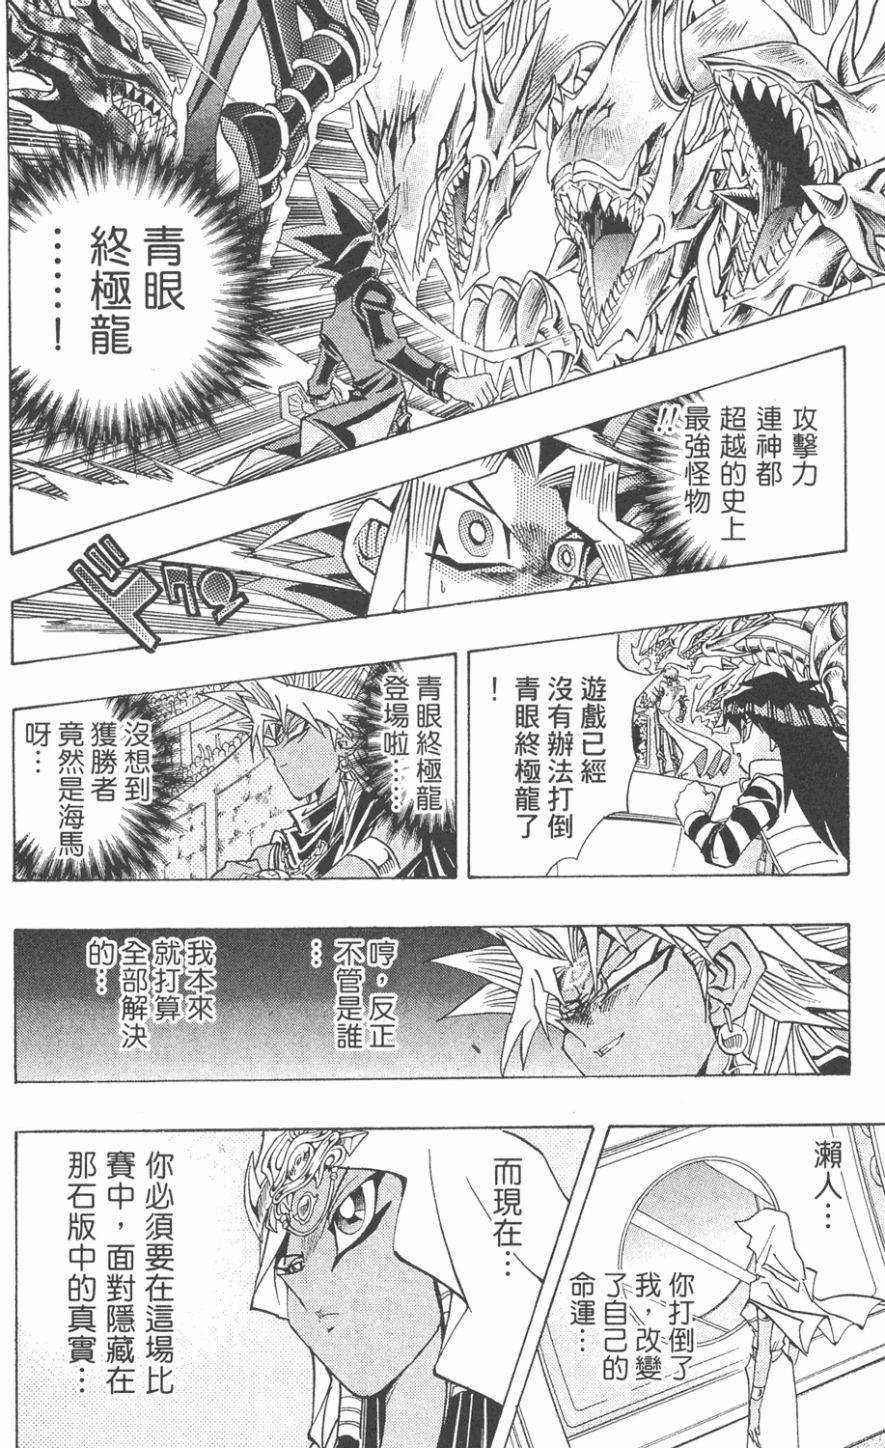 青眼
終極龍
……！
攻擊力
連神都
超越的史上
最強怪物
!!
ドクン
遊戲已經
沒有辦法打倒
青眼終極龍了
！
青眼終極龍
登場啦……
沒想到
獲勝者
竟然是海馬
呀…
哼，反正
不管是誰
…
我本來
就打算
全部解決
的…
瀨人…
你打倒了
我，改變
了自己的
命運…
而現在…
你必須要在這場比
賽中，面對隱藏在
那石版中的真實…